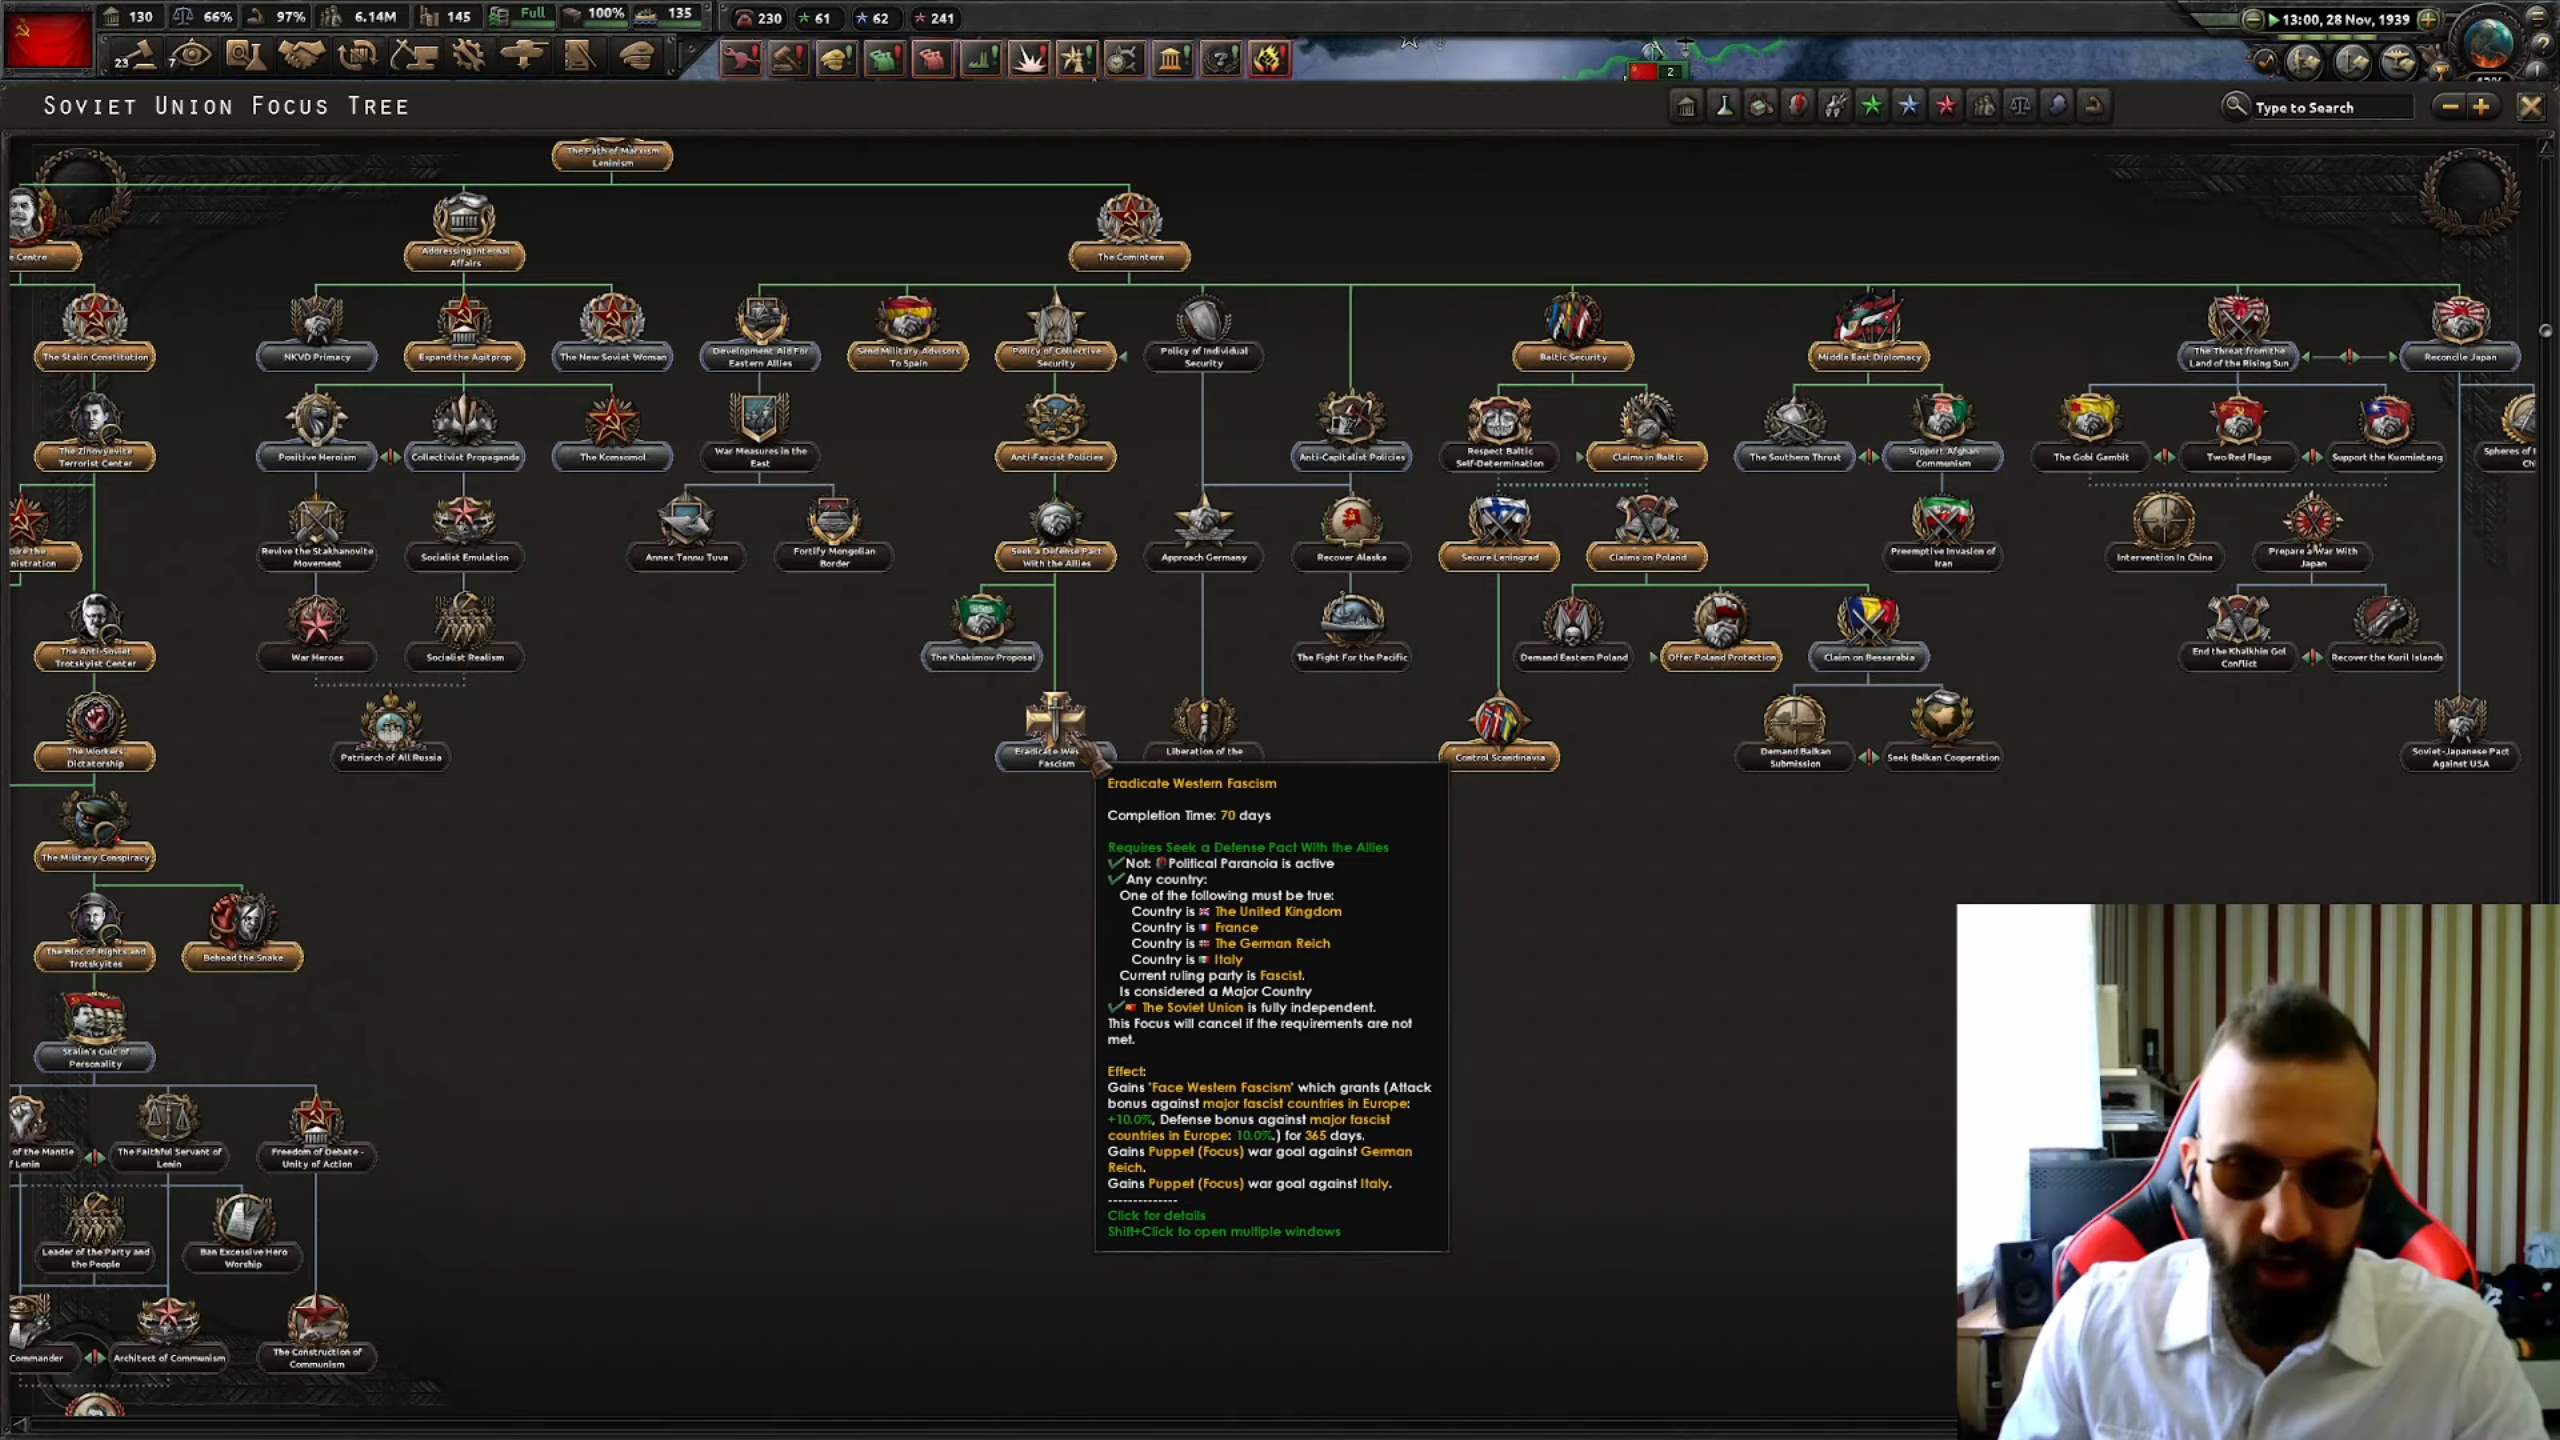 130
66%
97%
6.14M
145
Full
100%
135
230
61
62
241
13:00, 28 Nov, 1939
23
7
2
Soviet Union Focus Tree
Type to Search
The Path of Marxism
Leninism
e Centre
Addressing Internal
Affairs
The Comintern
The Stalin Constitution
NKVD Primacy
Expand the Agitprop
The New Soviet Woman
Development Aid For
Eastern Allies
Send Military Advisors
To Spain
Policy of Collective
Security
Policy of Individual
Security
Baltic Security
Middle East Diplomacy
The Threat from the
Land of the Rising Sun
Reconcile Japan
The Zinovyevite
Terrorist Center
Positive Heroism
Collectivist Propaganda
The Komsomol
War Measures in the
East
Anti-Fascist Policies
Anti-Capitalist Policies
Respect Baltic
Self-Determination
Claims in Baltic
The Southern Thrust
Support Afghan
Communism
The Gobi Gambit
Two Red Flags
Support the Kuomintang
Spheres of
Chi
ure the
nistration
Revive the Stakhanovite
Movement
Socialist Emulation
Annex Tannu Tuva
Fortify Mongolian
Border
Seek a Defense Pact
With the Allies
Approach Germany
Recover Alaska
Secure Leningrad
Claims on Poland
Preemptive Invasion of
Iran
Intervention In China
Prepare a War With
Japan
The Anti-Soviet
Trotskyist Center
War Heroes
Socialist Realism
The Khakimov Proposal
The Fight For the Pacific
Demand Eastern Poland
Offer Poland Protection
Claim on Bessarabia
End the Khalkhin Gol
Conflict
Recover the Kuril Islands
The Workers'
Dictatorship
Patriarch of All Russia
Eradicate Wes
Fascism
Liberation of the
Control Scandinavia
Demand Balkan
Submission
Seek Balkan Cooperation
Soviet-Japanese Pact
Against USA
Eradicate Western Fascism
Completion Time: 70 days
Requires Seek a Defense Pact With the Allies
Not: Political Paranoia is active
Any country:
One of the following must be true:
Country is The United Kingdom
Country is France
Country is The German Reich
Country is Italy
Current ruling party is Fascist.
Is considered a Major Country
The Soviet Union is fully independent.
This Focus will cancel if the requirements are not
met.
Effect:
Gains 'Face Western Fascism' which grants (Attack
bonus against major fascist countries in Europe:
+10.0%, Defense bonus against major fascist
countries in Europe: 10.0%.) for 365 days.
Gains Puppet (Focus) war goal against German
Reich.
Gains Puppet (Focus) war goal against Italy.
--------------
Click for details
Shift+Click to open multiple windows
The Military Conspiracy
The Bloc of Rights and
Trotskyites
Behead the Snake
Stalin's Cult of
Personality
of the Mantle
f Lenin
The Faithful Servant of
Lenin
Freedom of Debate -
Unity of Action
Leader of the Party and
the People
Ban Excessive Hero
Worship
Commander
Architect of Communism
The Construction of
Communism